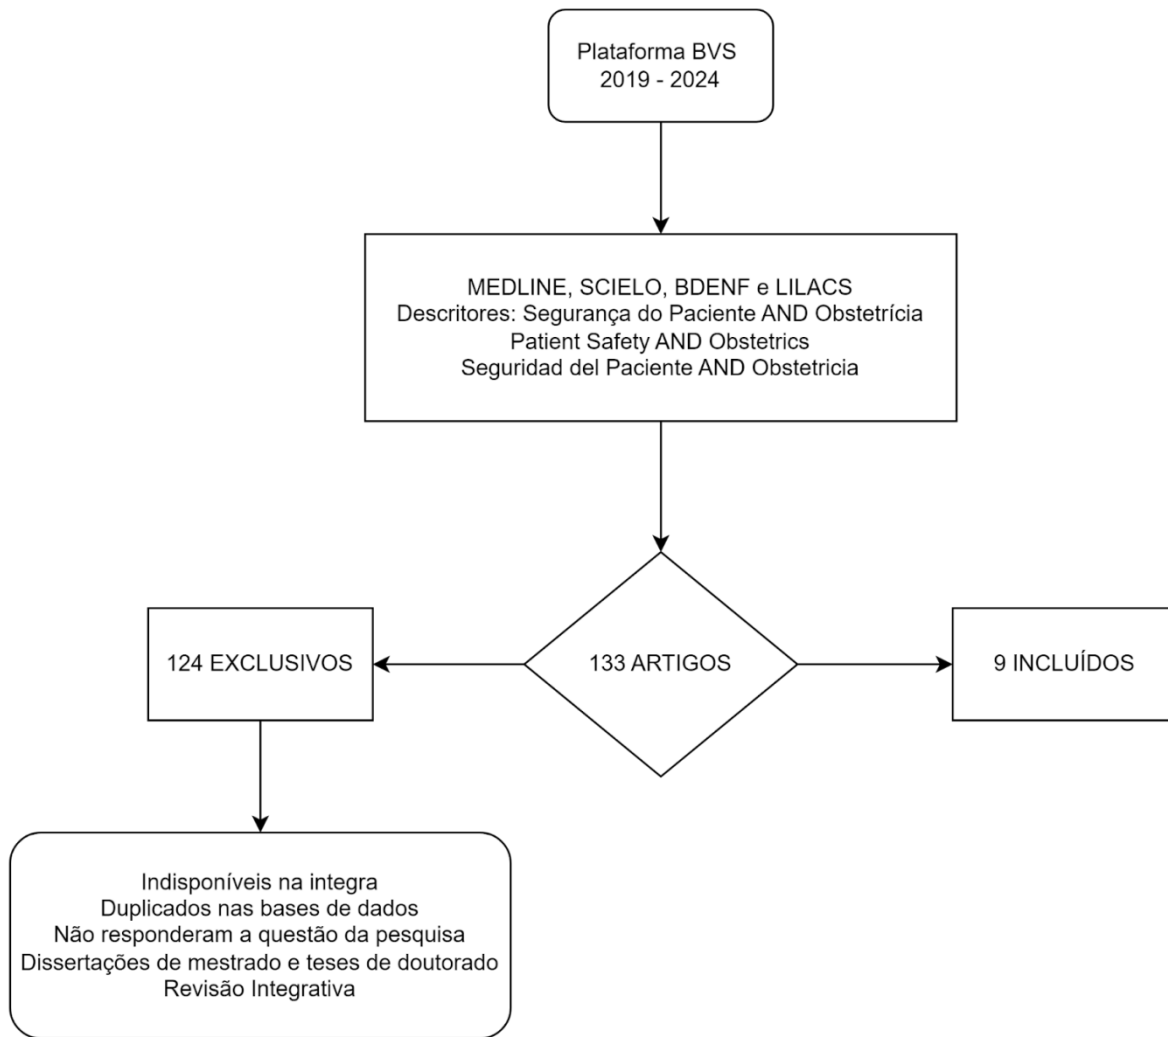 Plataforma BVS
2019 - 2024
MEDLINE, SCIELO, BDENF e LILACS
Descritores: Segurança do Paciente AND Obstetrícia
Patient Safety AND Obstetrics
Seguridad del Paciente AND Obstetricia
124 EXCLUSIVOS
133 ARTIGOS
9 INCLUÍDOS
Indisponíveis na integra
Duplicados nas bases de dados
Não responderam a questão da pesquisa
Dissertações de mestrado e teses de doutorado
Revisão Integrativa